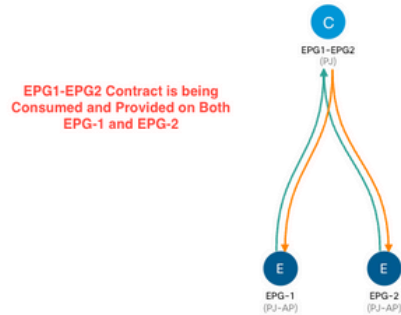 C
EPG1-EPG2
(PJ)
EPG1-EPG2 Contract is being
Consumed and Provided on Both
EPG-1 and EPG-2
E
E
EPG-1
EPG-2
(PJ-AP)
(PJ-AP)